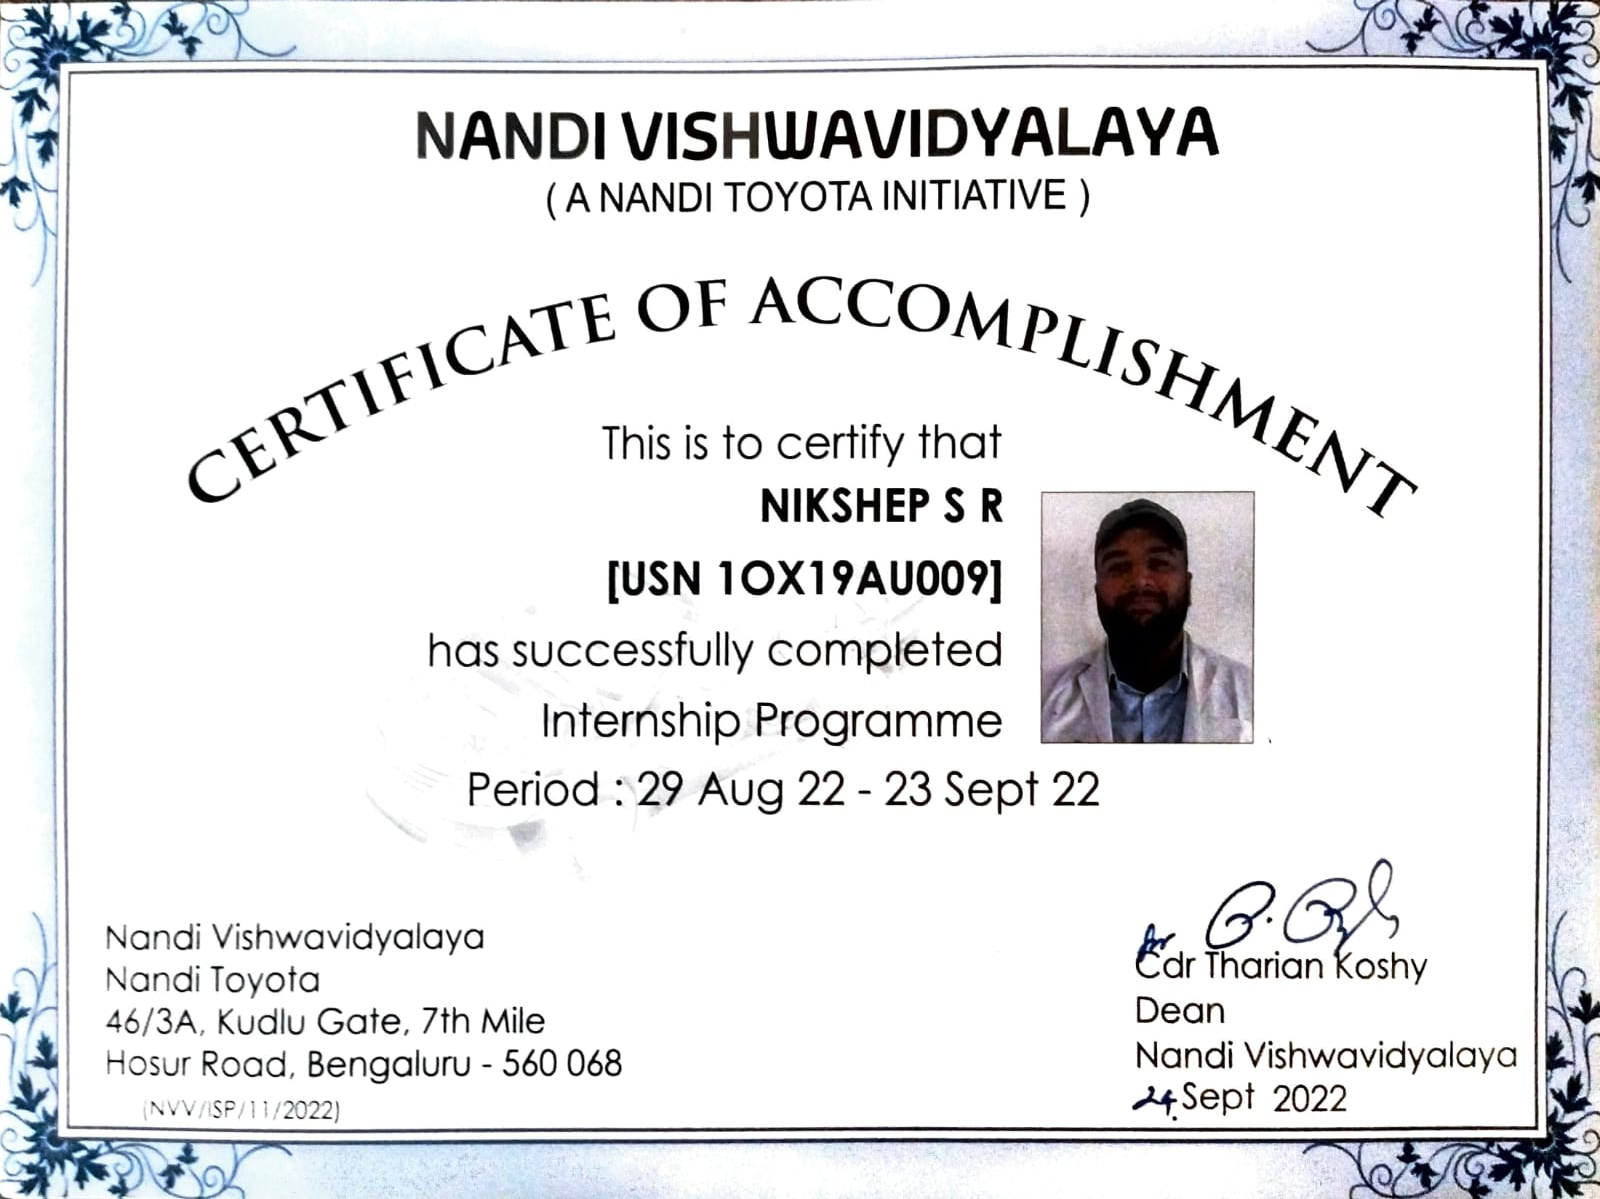 NANDI VISHWAVIDYALAYA
( A NANDI TOYOTA INITIATIVE )
CERTIFICATE OF ACCOMPLISHMENT
This is to certify that
NIKSHEP S R
[USN 1OX19AU009]
has successfully completed
Internship Programme
Period : 29 Aug 22 - 23 Sept 22
Nandi Vishwavidyalaya
Nandi Toyota
46/3A, Kudlu Gate, 7th Mile
Hosur Road, Bengaluru - 560 068
(NVV/ISP/11/2022)
for
Cdr Tharian Koshy
Dean
Nandi Vishwavidyalaya
24 Sept 2022